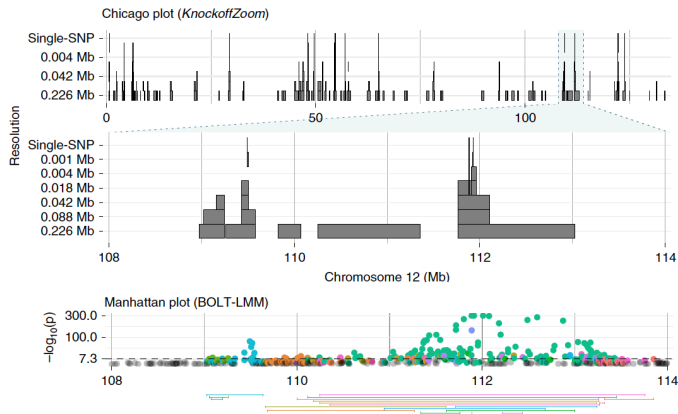 Chicago plot (KnockoffZoom)
Single-SNP
0.004 Mb
0.042 Mb
0.226 Mb
0 50 100
Resolution
Single-SNP
0.001 Mb
0.004 Mb
0.018 Mb
0.042 Mb
0.088 Mb
0.226 Mb
108 110 112 114
Chromosome 12 (Mb)
Manhattan plot (BOLT-LMM)
−log10(p)
300.0
100.0
7.3
108 110 112 114